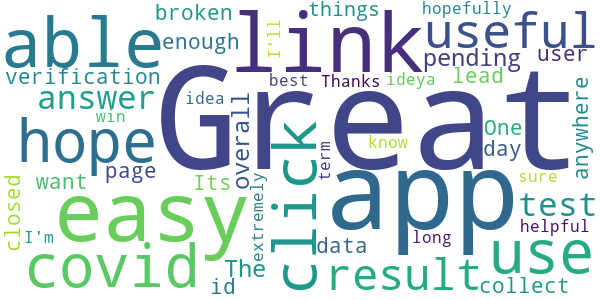 broken
things
hopefully
able
link
useful
enough
I'll
pending
user
verification
best
Thanks
ideya
lead
answer
idea
Great
anywhere
win
hope
overall
click
term
know
One
day
page
closed
want
Its
extremely
easy
app
sure
test
I'm
The
data
long
helpful
use
covid
id
result
collect